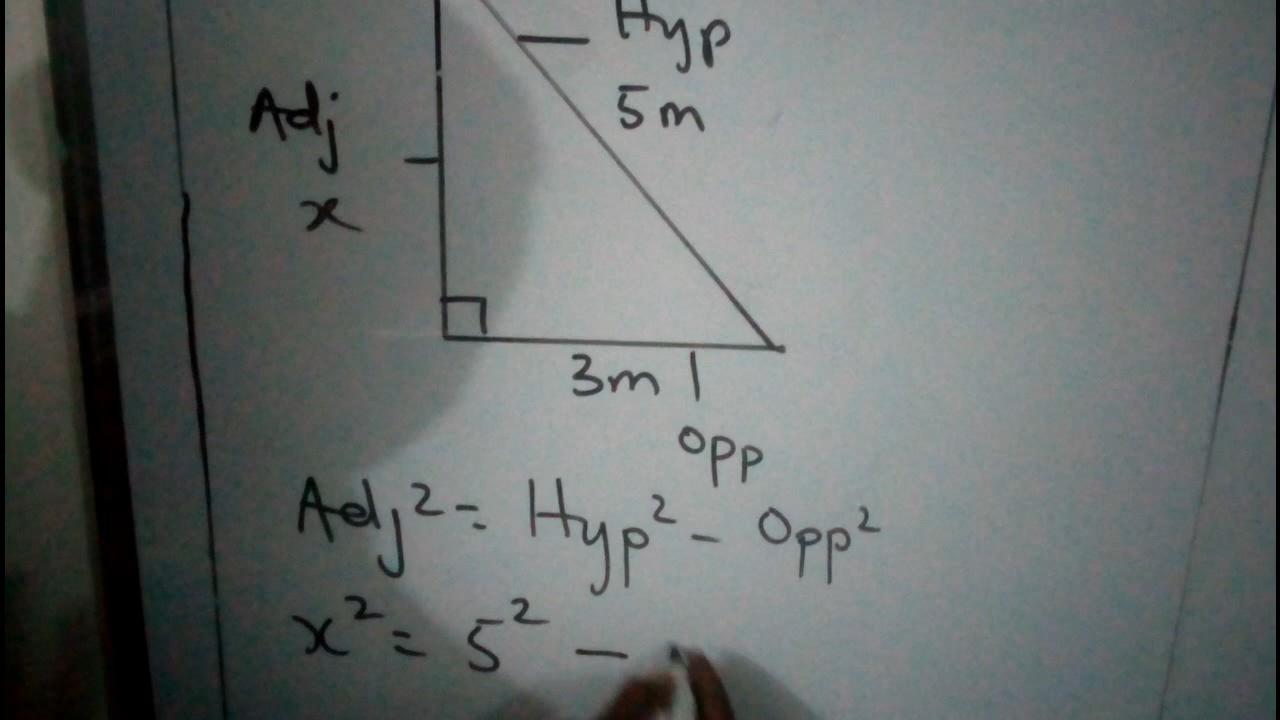 Hyp
5m
Adj
x
3m
opp
Adj² = Hyp² - Opp²
x² = 5² -